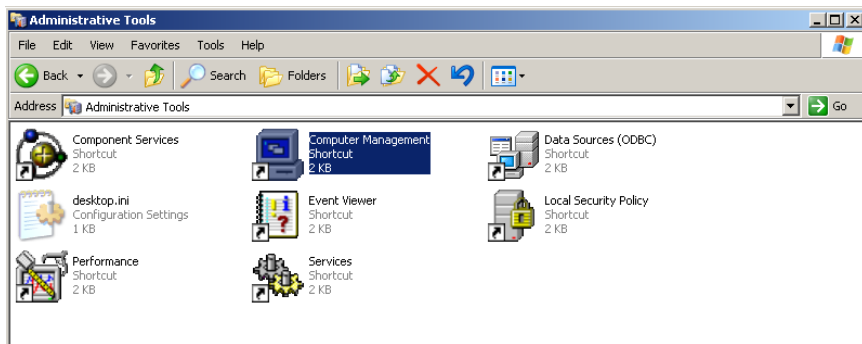 Administrative Tools
File Edit View Favorites Tools Help
Back Search Folders
Address Administrative Tools Go
Component Services
Shortcut
2 KB
Computer Management
Shortcut
2 KB
Data Sources (ODBC)
Shortcut
2 KB
desktop.ini
Configuration Settings
1 KB
Event Viewer
Shortcut
2 KB
Local Security Policy
Shortcut
2 KB
Performance
Shortcut
2 KB
Services
Shortcut
2 KB